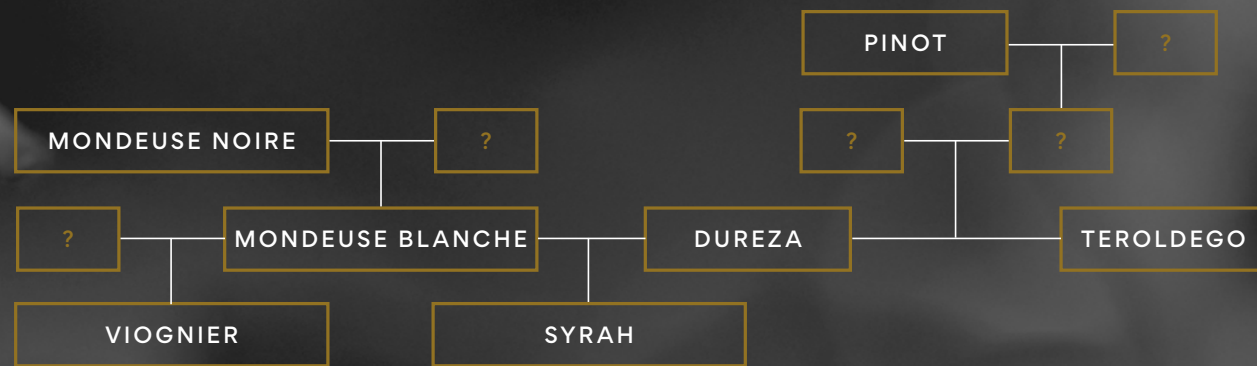 PINOT
?
MONDEUSE NOIRE
?
?
?
?
MONDEUSE BLANCHE
DUREZA
TEROLDEGO
VIOGNIER
SYRAH